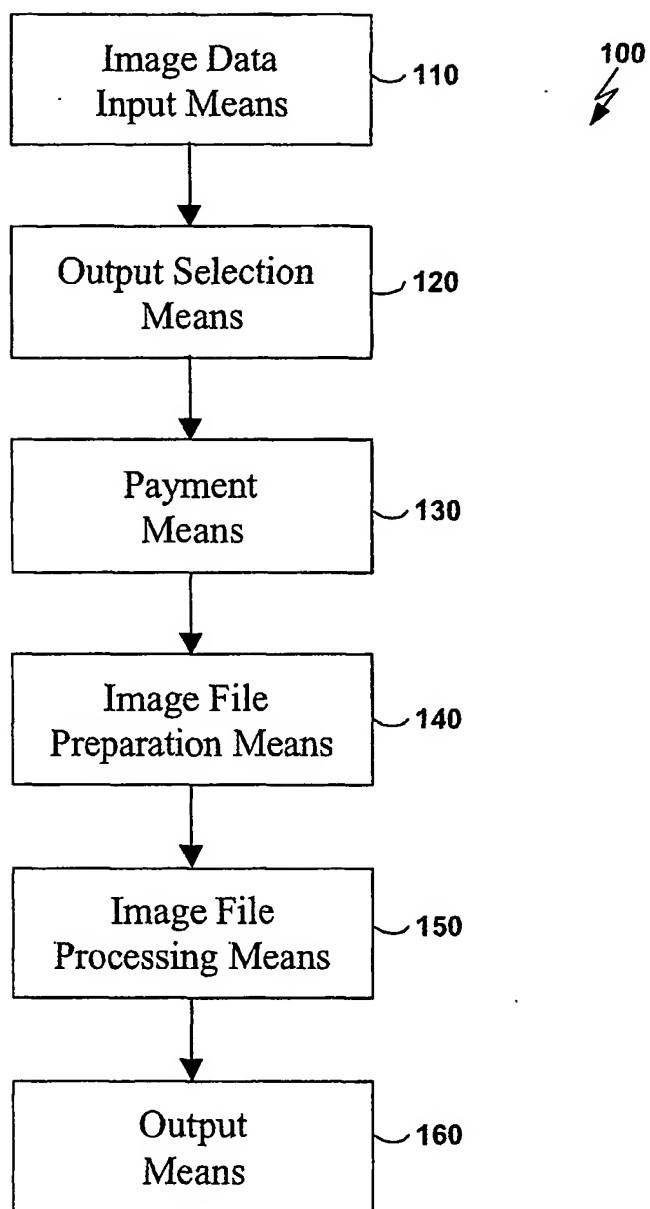 Image Data
Input Means
110
100
Output Selection
Means
120
Payment
Means
130
Image File
Preparation Means
140
Image File
Processing Means
150
Output
Means
160